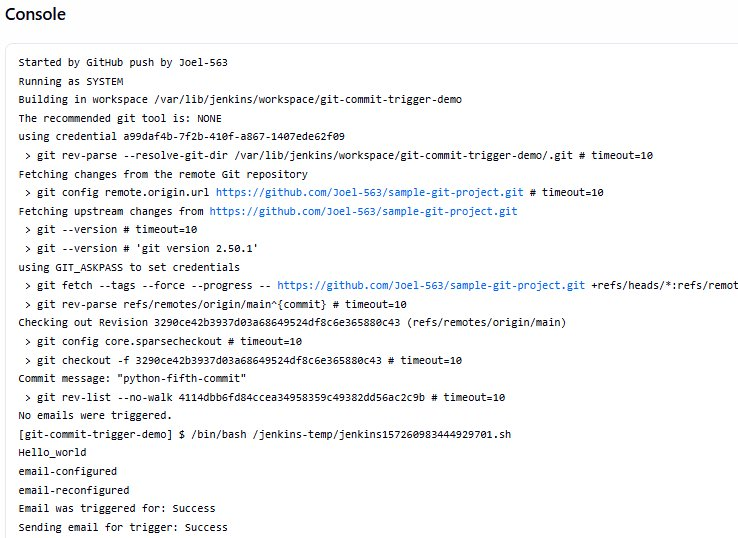 Console
Started by GitHub push by Joel-563
Running as SYSTEM
Building in workspace /var/lib/jenkins/workspace/git-commit-trigger-demo
The recommended git tool is: NONE
using credential a99daf4b-7f2b-410f-a867-1407ede62f09
> git rev-parse --resolve-git-dir /var/lib/jenkins/workspace/git-commit-trigger-demo/.git # timeout=10
Fetching changes from the remote Git repository
> git config remote.origin.url https://github.com/Joel-563/sample-git-project.git # timeout=10
Fetching upstream changes from https://github.com/Joel-563/sample-git-project.git
> git --version # timeout=10
> git --version # 'git version 2.50.1'
using GIT_ASKPASS to set credentials
> git fetch --tags --force --progress -- https://github.com/Joel-563/sample-git-project.git +refs/heads/*:refs/remot
> git rev-parse refs/remotes/origin/main^{commit} # timeout=10
Checking out Revision 3290ce42b3937d03a68649524df8c6e365880c43 (refs/remotes/origin/main)
> git config core.sparsecheckout # timeout=10
> git checkout -f 3290ce42b3937d03a68649524df8c6e365880c43 # timeout=10
Commit message: "python-fifth-commit"
> git rev-list --no-walk 4114dbb6fd84ccea34958359c49382dd56ac2c9b # timeout=10
No emails were triggered.
[git-commit-trigger-demo] $ /bin/bash /jenkins-temp/jenkins157260983444929701.sh
Hello_world
email-configured
email-reconfigured
Email was triggered for: Success
Sending email for trigger: Success